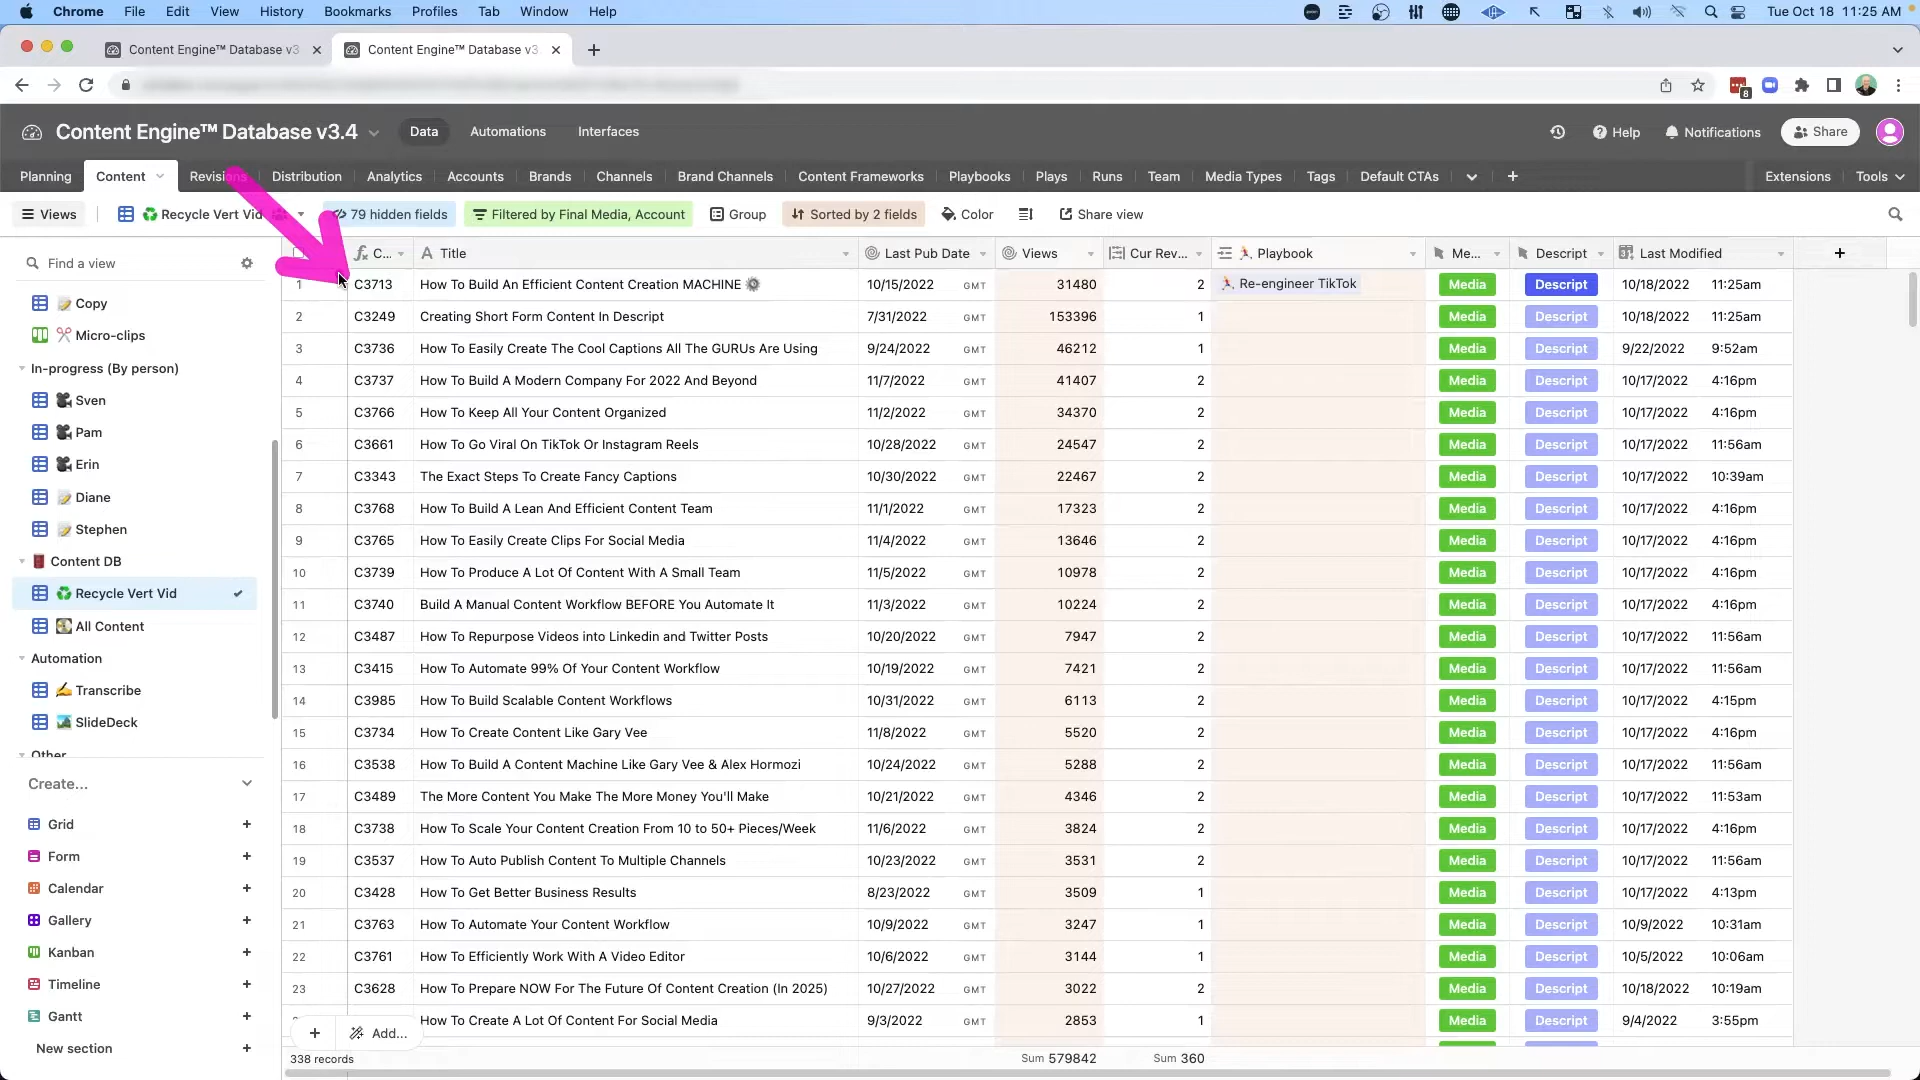 Chrome File Edit View History Bookmarks Profiles Tab Window Help Tue Oct 18 11:25 AM
Content Engine™ Database v3 Content Engine™ Database v3
8
Content Engine™ Database v3.4 Data Automations Interfaces Help Notifications Share
Planning Content Revisions Distribution Analytics Accounts Brands Channels Brand Channels Content Frameworks Playbooks Plays Runs Team Media Types Tags Default CTAs Extensions Tools
Views Recycle Vert Vid 79 hidden fields Filtered by Final Media, Account Group Sorted by 2 fields Color Share view
Find a view
Copy
Micro-clips
In-progress (By person)
Sven
Pam
Erin
Diane
Stephen
Content DB
Recycle Vert Vid
All Content
Automation
Transcribe
SlideDeck
Other
Create...
Grid
Form
Calendar
Gallery
Kanban
Timeline
Gantt
New section
C... Title Last Pub Date Views Cur Rev... Playbook Me... Descript Last Modified
1 C3713 How To Build An Efficient Content Creation MACHINE 10/15/2022 GMT 31480 2 Re-engineer TikTok Media Descript 10/18/2022 11:25am
2 C3249 Creating Short Form Content In Descript 7/31/2022 GMT 153396 1 Media Descript 10/18/2022 11:25am
3 C3736 How To Easily Create The Cool Captions All The GURUs Are Using 9/24/2022 GMT 46212 1 Media Descript 9/22/2022 9:52am
4 C3737 How To Build A Modern Company For 2022 And Beyond 11/7/2022 GMT 41407 2 Media Descript 10/17/2022 4:16pm
5 C3766 How To Keep All Your Content Organized 11/2/2022 GMT 34370 2 Media Descript 10/17/2022 4:16pm
6 C3661 How To Go Viral On TikTok Or Instagram Reels 10/28/2022 GMT 24547 2 Media Descript 10/17/2022 11:56am
7 C3343 The Exact Steps To Create Fancy Captions 10/30/2022 GMT 22467 2 Media Descript 10/17/2022 10:39am
8 C3768 How To Build A Lean And Efficient Content Team 11/1/2022 GMT 17323 2 Media Descript 10/17/2022 4:16pm
9 C3765 How To Easily Create Clips For Social Media 11/4/2022 GMT 13646 2 Media Descript 10/17/2022 4:16pm
10 C3739 How To Produce A Lot Of Content With A Small Team 11/5/2022 GMT 10978 2 Media Descript 10/17/2022 4:16pm
11 C3740 Build A Manual Content Workflow BEFORE You Automate It 11/3/2022 GMT 10224 2 Media Descript 10/17/2022 4:16pm
12 C3487 How To Repurpose Videos into Linkedin and Twitter Posts 10/20/2022 GMT 7947 2 Media Descript 10/17/2022 11:56am
13 C3415 How To Automate 99% Of Your Content Workflow 10/19/2022 GMT 7421 2 Media Descript 10/17/2022 11:56am
14 C3985 How To Build Scalable Content Workflows 10/31/2022 GMT 6113 2 Media Descript 10/17/2022 4:15pm
15 C3734 How To Create Content Like Gary Vee 11/8/2022 GMT 5520 2 Media Descript 10/17/2022 4:16pm
16 C3538 How To Build A Content Machine Like Gary Vee & Alex Hormozi 10/24/2022 GMT 5288 2 Media Descript 10/17/2022 11:56am
17 C3489 The More Content You Make The More Money You'll Make 10/21/2022 GMT 4346 2 Media Descript 10/17/2022 11:53am
18 C3738 How To Scale Your Content Creation From 10 to 50+ Pieces/Week 11/6/2022 GMT 3824 2 Media Descript 10/17/2022 4:16pm
19 C3537 How To Auto Publish Content To Multiple Channels 10/23/2022 GMT 3531 2 Media Descript 10/17/2022 11:56am
20 C3428 How To Get Better Business Results 8/23/2022 GMT 3509 1 Media Descript 10/17/2022 4:13pm
21 C3763 How To Automate Your Content Workflow 10/9/2022 GMT 3247 1 Media Descript 10/9/2022 10:31am
22 C3761 How To Efficiently Work With A Video Editor 10/6/2022 GMT 3144 1 Media Descript 10/5/2022 10:06am
23 C3628 How To Prepare NOW For The Future Of Content Creation (In 2025) 10/27/2022 GMT 3022 2 Media Descript 10/18/2022 10:19am
How To Create A Lot Of Content For Social Media 9/3/2022 GMT 2853 1 Media Descript 9/4/2022 3:55pm
Add...
338 records Sum 579842 Sum 360